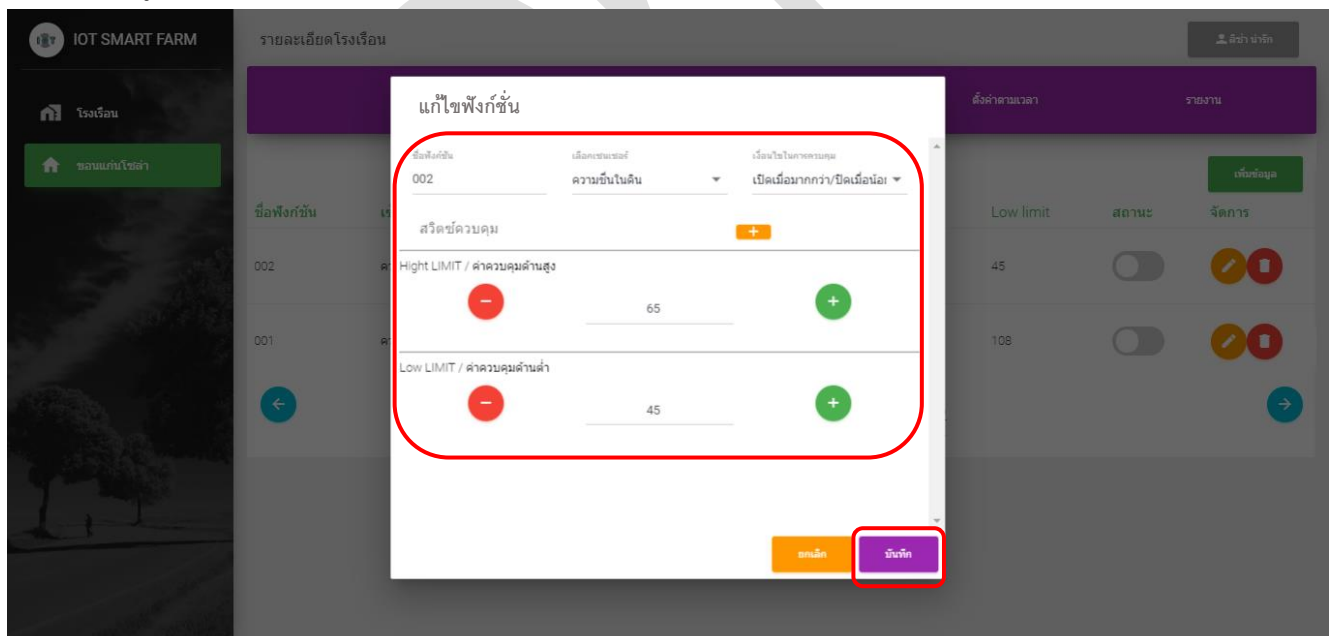 IOT SMART FARM
รายละเอียดโรงเรือน
ลิซ่า น่ารัก
โรงเรือน
ขอนแก่นโซล่า
ตั้งค่าตามเวลา
รายงาน
แก้ไขฟังก์ชั่น
เพิ่มข้อมูล
ชื่อฟังก์ชัน
เลือกเซนเซอร์
เงื่อนไขในการควบคุม
002
ความชื้นในดิน
เปิดเมื่อมากกว่า/ปิดเมื่อน้อย
สวิตช์ควบคุม
ชื่อฟังก์ชัน
Low limit
สถานะ
จัดการ
Hight LIMIT / ค่าควบคุมด้านสูง
65
002
45
Low LIMIT / ค่าควบคุมด้านต่ำ
45
001
108
ยกเลิก
บันทึก